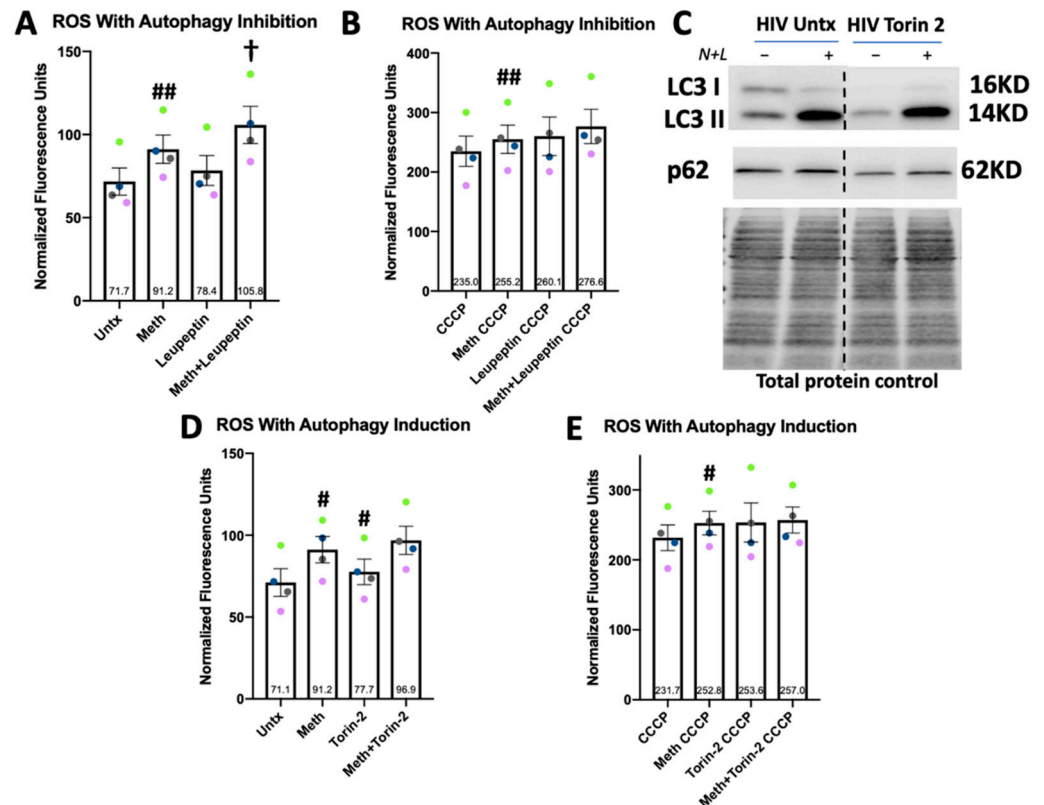 A
ROS With Autophagy Inhibition
Normalized Fluorescence Units
150
100
50
0
##
†
71.7
91.2
78.4
105.8
Untx
Meth
Leupeptin
Meth+Leupeptin
B
ROS With Autophagy Inhibition
Normalized Fluorescence Units
400
300
200
100
0
##
235.0
255.2
260.1
276.6
CCCP
Meth CCCP
Leupeptin CCCP
Meth+Leupeptin CCCP
C
HIV Untx HIV Torin 2
N+L − + − +
LC3 I 16KD
LC3 II 14KD
p62 62KD
Total protein control
D
ROS With Autophagy Induction
Normalized Fluorescence Units
150
100
50
0
#
#
71.1
91.2
77.7
96.9
Untx
Meth
Torin-2
Meth+Torin-2
E
ROS With Autophagy Induction
Normalized Fluorescence Units
300
200
100
0
#
231.7
252.8
253.6
257.0
CCCP
Meth CCCP
Torin-2 CCCP
Meth+Torin-2 CCCP